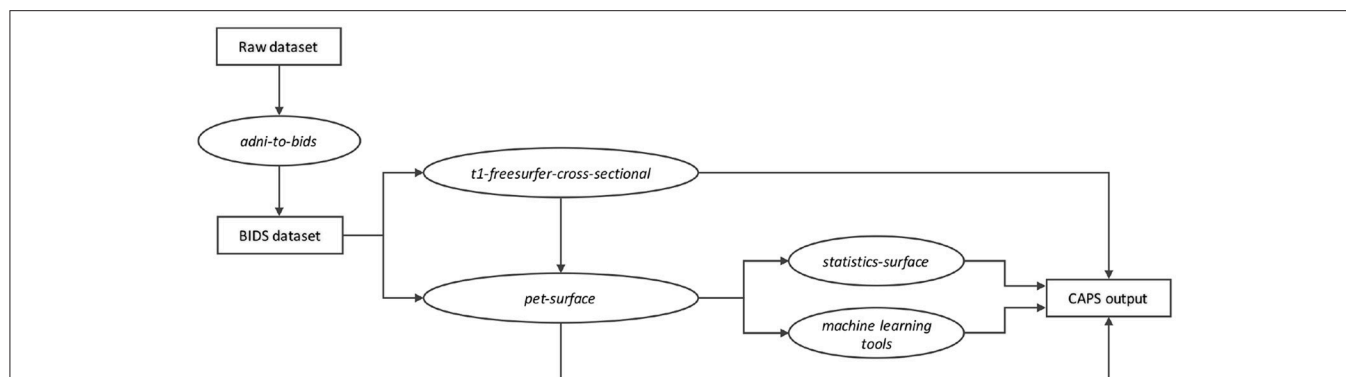 Raw dataset
adni-to-bids
BIDS dataset
t1-freesurfer-cross-sectional
pet-surface
statistics-surface
machine learning
tools
CAPS output